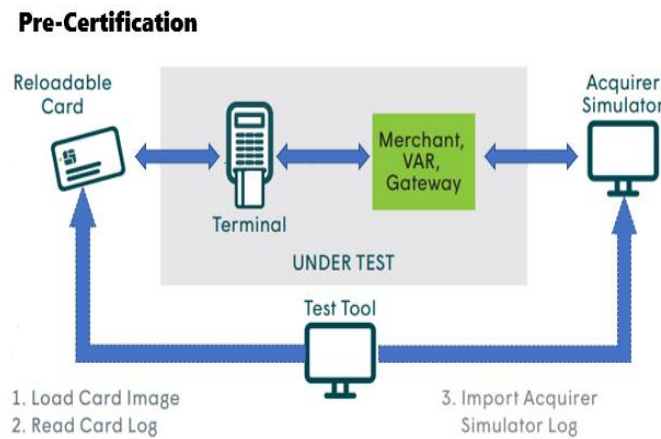 Pre-Certification
Reloadable
Card
Acquirer
Simulator
Merchant,
VAR,
Gateway
Terminal
UNDER TEST
Test Tool
1. Load Card Image
2. Read Card Log
3. Import Acquirer
Simulator Log